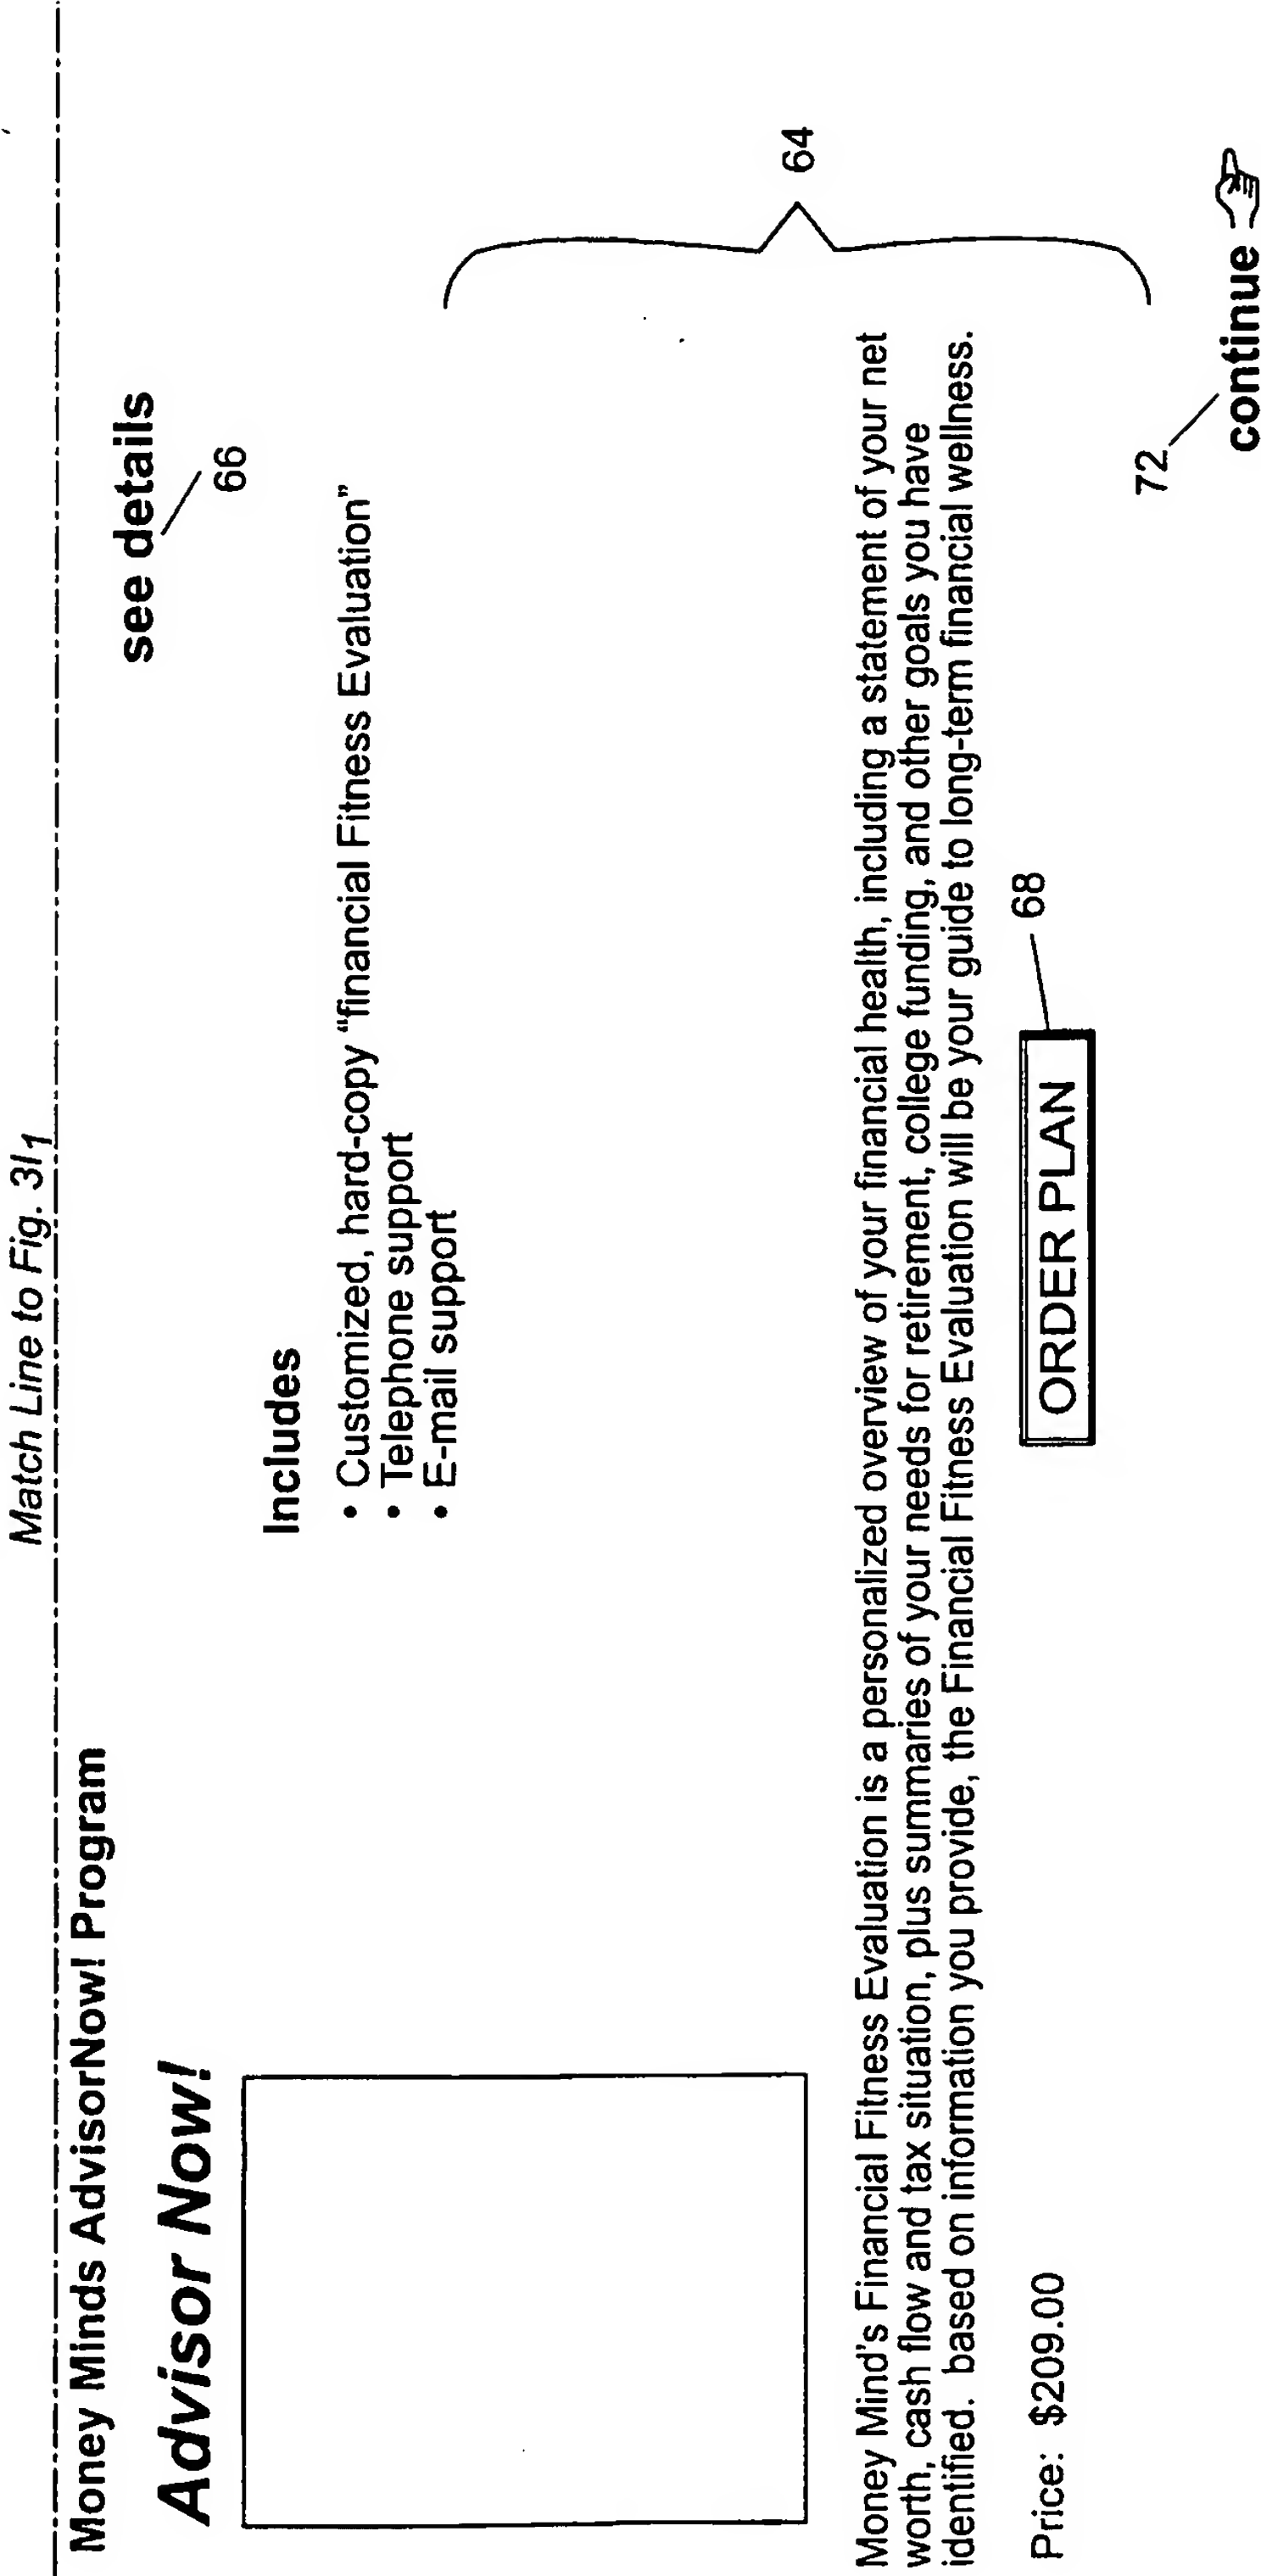 Match Line to Fig. 3I1
Money Minds AdvisorNow! Program
see details
66
Advisor Now!
Includes
• Customized, hard-copy “financial Fitness Evaluation”
• Telephone support
• E-mail support
64
Money Mind's Financial Fitness Evaluation is a personalized overview of your financial health, including a statement of your net
worth, cash flow and tax situation, plus summaries of your needs for retirement, college funding, and other goals you have
identified. based on information you provide, the Financial Fitness Evaluation will be your guide to long-term financial wellness.
Price: $209.00
ORDER PLAN
68
72
continue